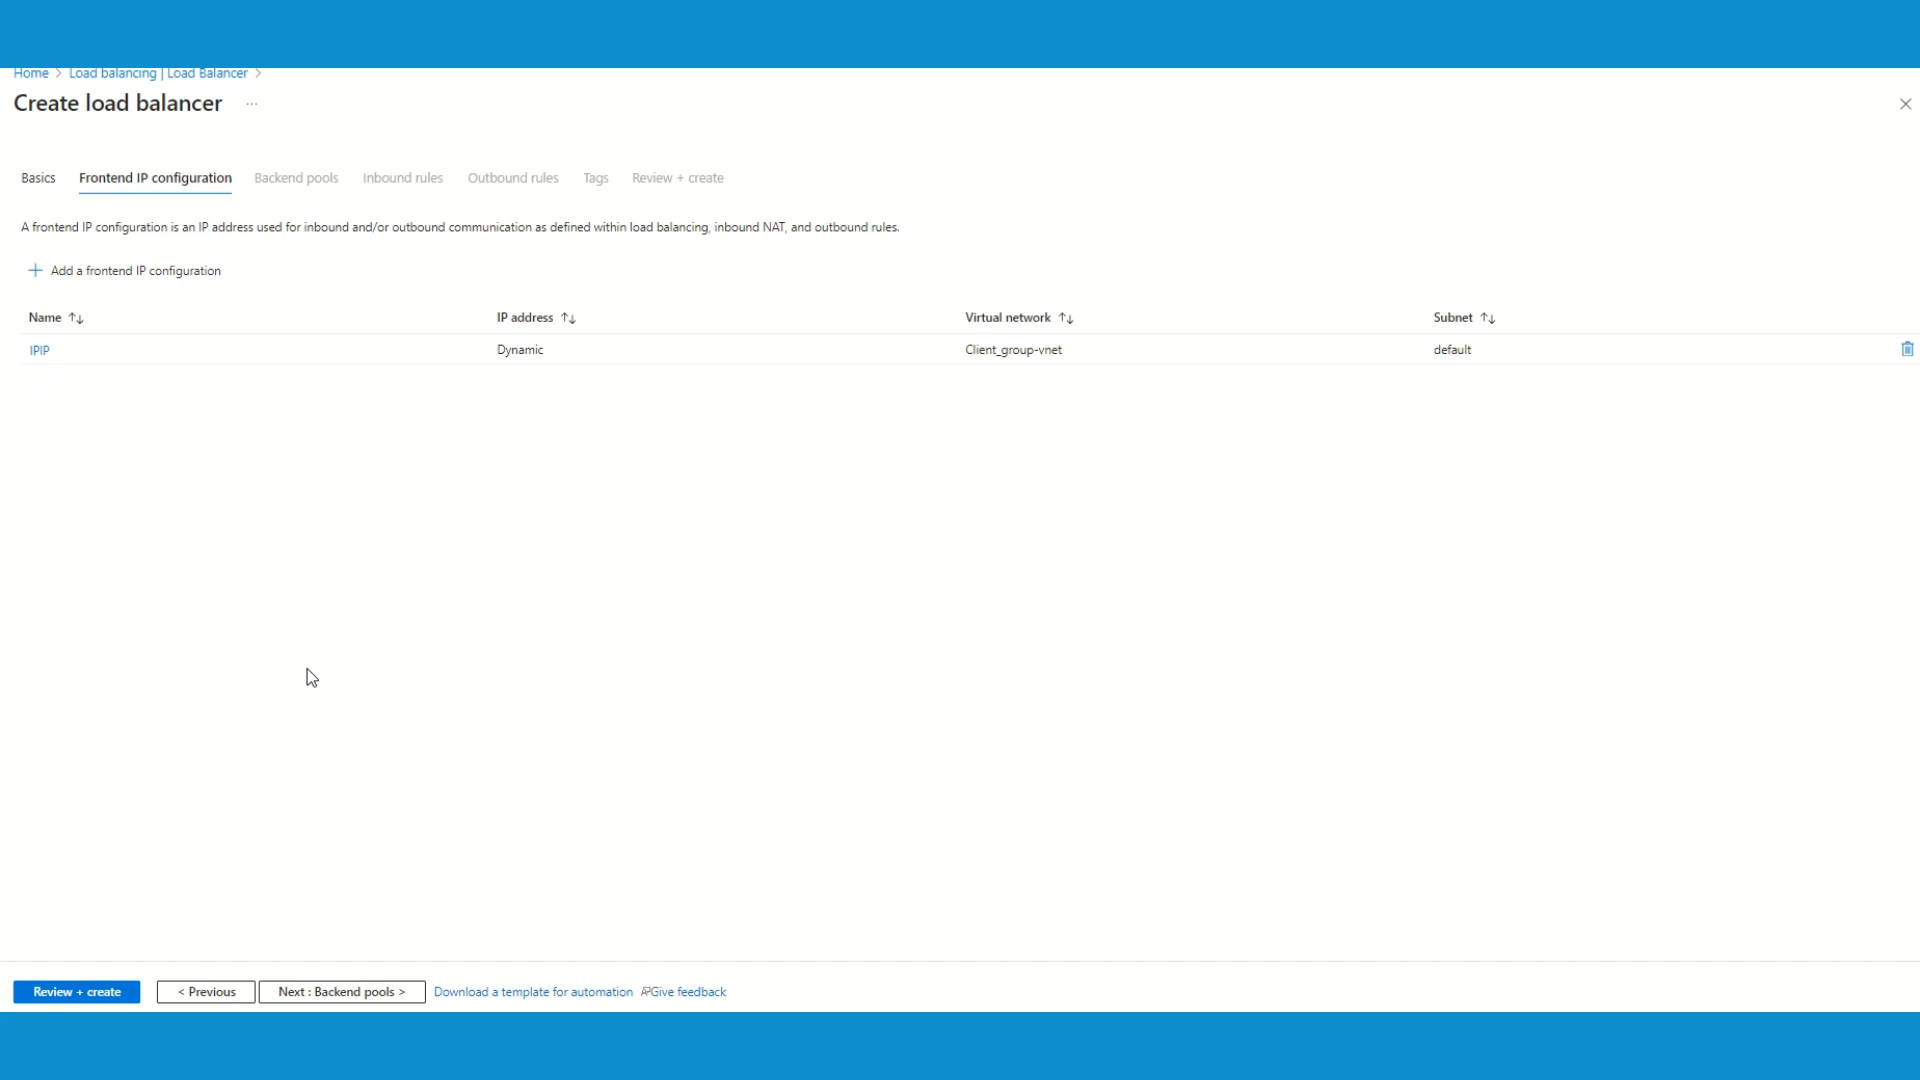 Home > Load balancing | Load Balancer >
Create load balancer ...
Basics Frontend IP configuration Backend pools Inbound rules Outbound rules Tags Review + create
A frontend IP configuration is an IP address used for inbound and/or outbound communication as defined within load balancing, inbound NAT, and outbound rules.
+ Add a frontend IP configuration
Name ↑↓ IP address ↑↓ Virtual network ↑↓ Subnet ↑↓
IPIP Dynamic Client_group-vnet default
Review + create < Previous Next : Backend pools > Download a template for automation Give feedback